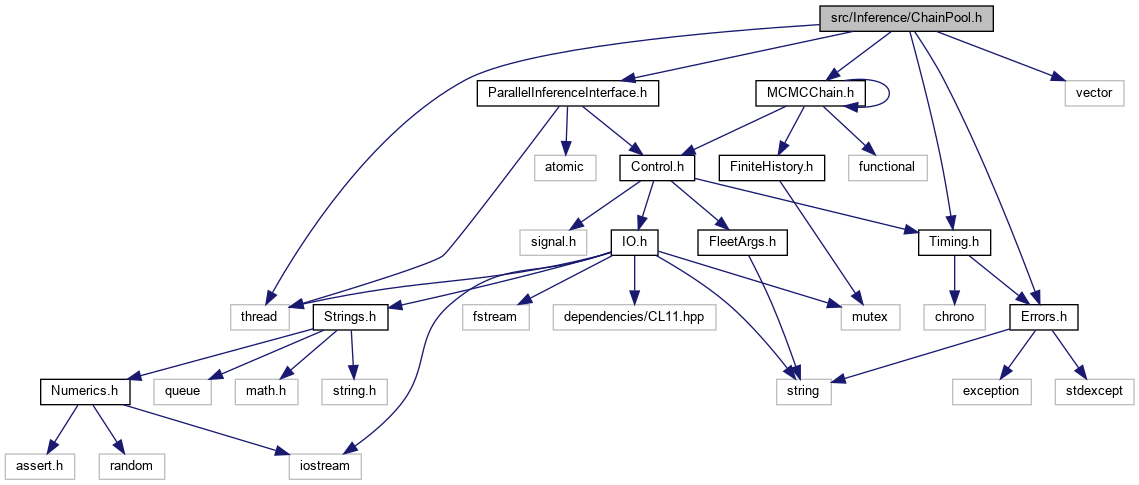 src/Inference/ChainPool.h
ParallelInferenceInterface.h
MCMCChain.h
vector
atomic
Control.h
FiniteHistory.h
functional
signal.h
IO.h
FleetArgs.h
Timing.h
thread
Strings.h
fstream
dependencies/CL11.hpp
mutex
chrono
Errors.h
Numerics.h
queue
math.h
string.h
string
exception
stdexcept
assert.h
random
iostream